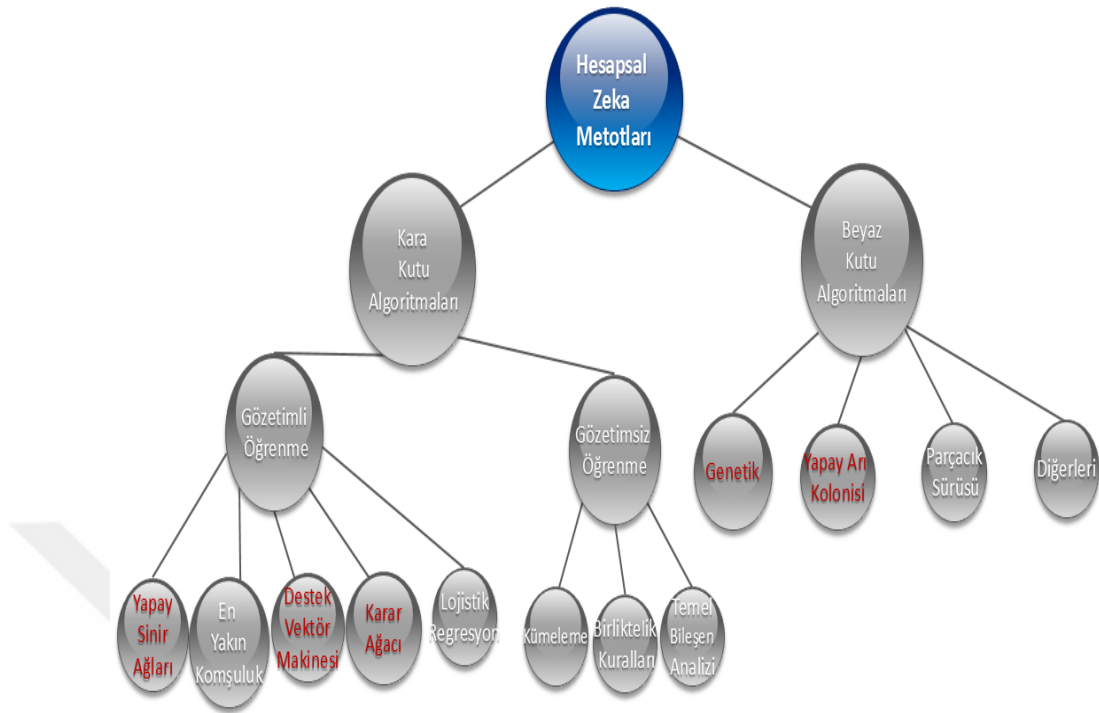 Hesapsal
Zeka
Metotları
Kara
Kutu
Algoritmaları
Beyaz
Kutu
Algoritmaları
Gözetimli
Öğrenme
Gözetimsiz
Öğrenme
Genetik
Yapay Arı
Kolonisi
Parçacık
Sürüsü
Diğerleri
Yapay
Sinir
Ağları
En
Yakın
Komşuluk
Destek
Vektör
Makinesi
Karar
Ağacı
Lojistik
Regresyon
Kümeleme
Birliktelik
Kuralları
Temel
Bileşen
Analizi